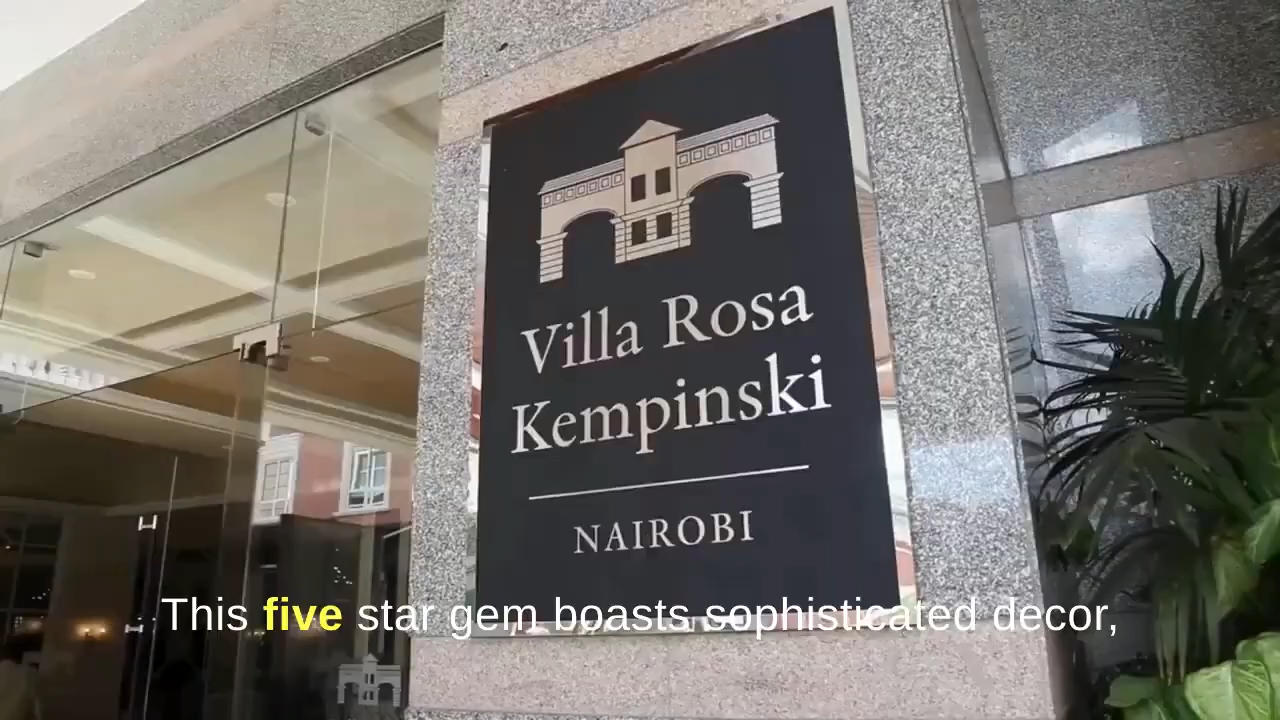 Villa Rosa
Kempinski
NAIROBI
This five star gem boasts sophisticated decor,